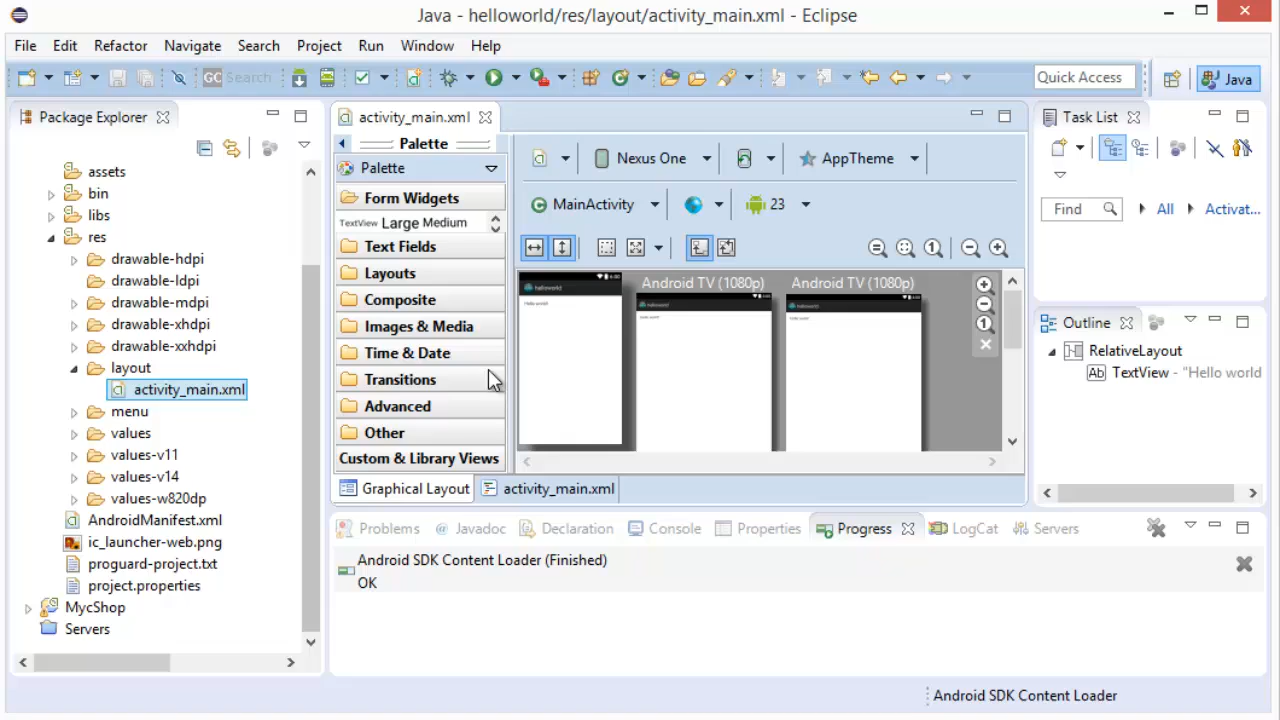 Java - helloworld/res/layout/activity_main.xml - Eclipse
File Edit Refactor Navigate Search Project Run Window Help
GC Search Quick Access Java
Package Explorer
assets
bin
libs
res
drawable-hdpi
drawable-ldpi
drawable-mdpi
drawable-xhdpi
drawable-xxhdpi
layout
activity_main.xml
menu
values
values-v11
values-v14
values-w820dp
AndroidManifest.xml
ic_launcher-web.png
proguard-project.txt
project.properties
MycShop
Servers
activity_main.xml
Palette
Palette
Form Widgets
TextView Large Medium
Text Fields
Layouts
Composite
Images & Media
Time & Date
Transitions
Advanced
Other
Custom & Library Views
Graphical Layout activity_main.xml
Nexus One AppTheme
MainActivity 23
Android TV (1080p) Android TV (1080p)
helloworld
Hello world!
Task List
Find All Activat...
Outline
RelativeLayout
Ab TextView - "Hello world
Problems @ Javadoc Declaration Console Properties Progress LogCat Servers
Android SDK Content Loader (Finished)
OK
Android SDK Content Loader